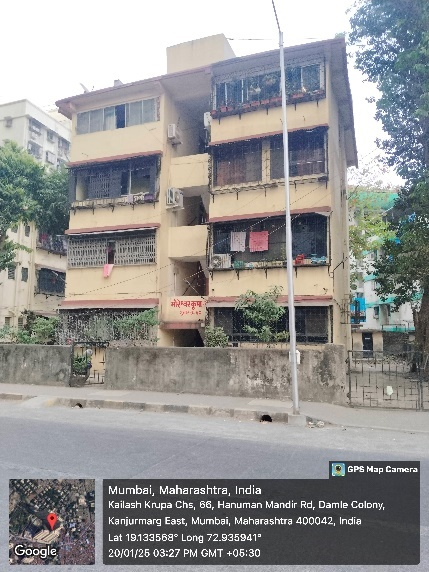 मोरेश्वरकृपा
GPS Map Camera
Mumbai, Maharashtra, India
Kailash Krupa Chs, 66, Hanuman Mandir Rd, Damle Colony,
Kanjurmarg East, Mumbai, Maharashtra 400042, India
Lat 19.133568° Long 72.935941°
20/01/25 03:27 PM GMT +05:30
Google